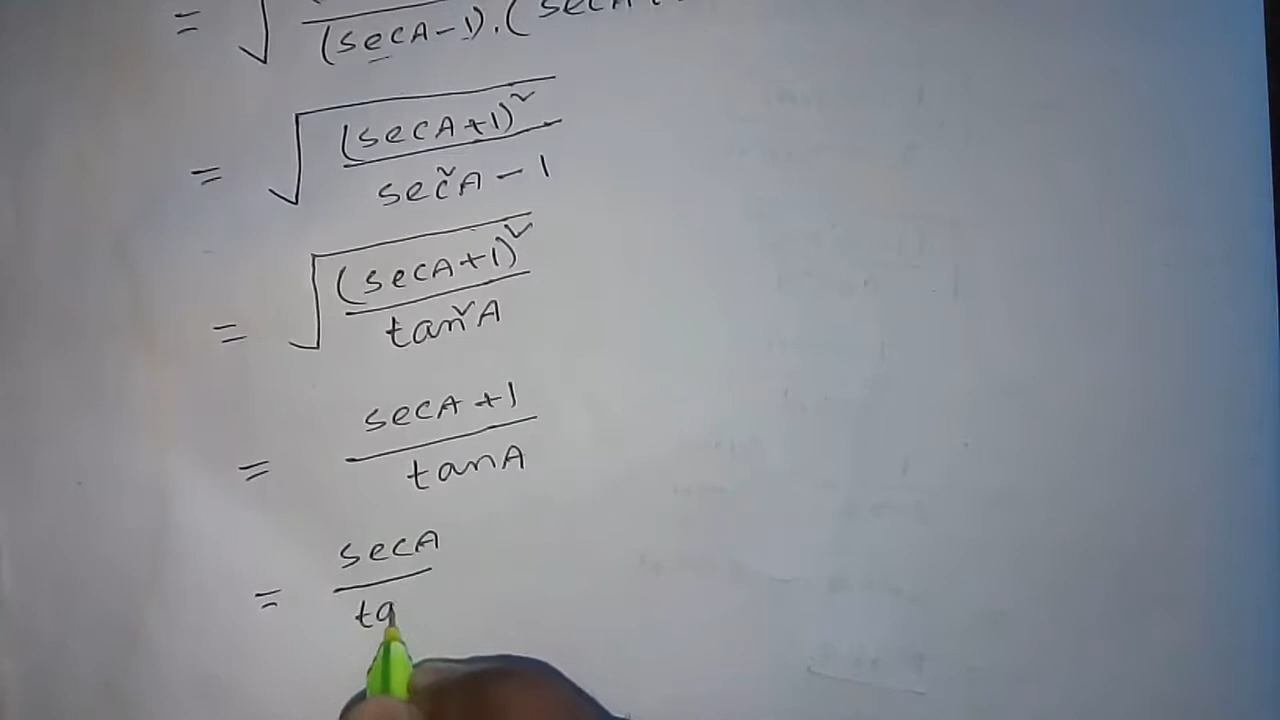 = √ (secA-1).(secA
= √ (secA+1)²
sec²A - 1
= √ (secA+1)²
tan²A
= secA+1
tanA
= secA
ta